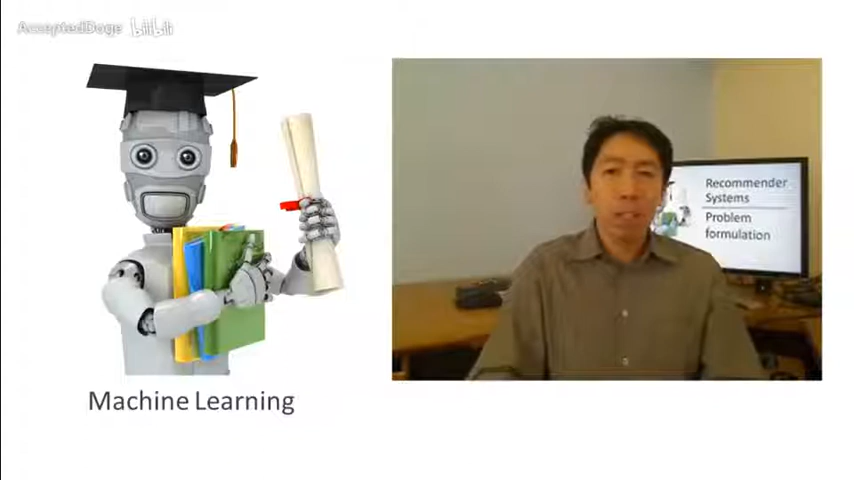 AcceptedDoge bilibili
Recommender
Systems
Problem
formulation
Machine Learning